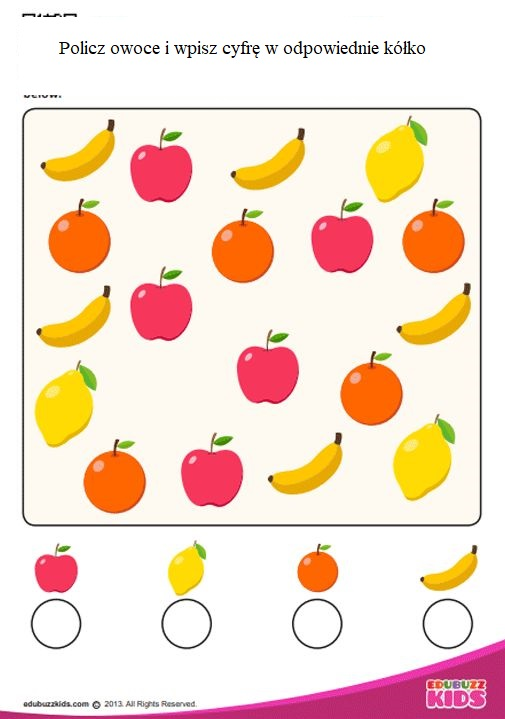 Policz owoce i wpisz cyfrę w odpowiednie kółko
below.
EDUBUZZ
KIDS
edubuzzkids.com © 2013. All Rights Reserved.